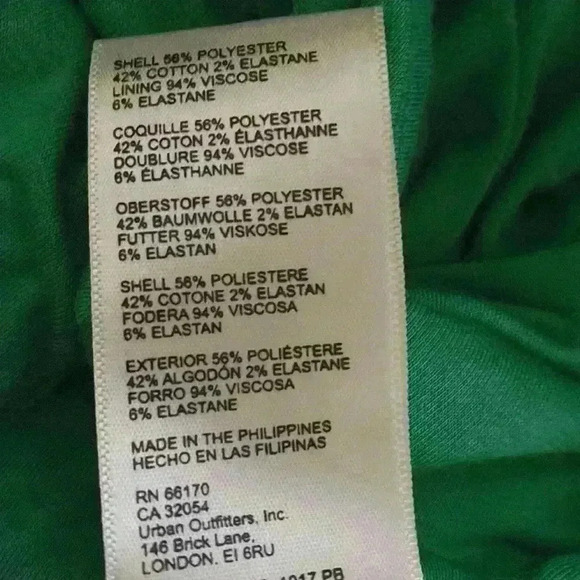 SHELL 56% POLYESTER
42% COTTON 2% ELASTANE
LINING 94% VISCOSE
6% ELASTANE
COQUILLE 56% POLYESTER
42% COTON 2% ÉLASTHANNE
DOUBLURE 94% VISCOSE
6% ÉLASTHANNE
OBERSTOFF 56% POLYESTER
42% BAUMWOLLE 2% ELASTAN
FUTTER 94% VISKOSE
6% ELASTAN
SHELL 56% POLIESTERE
42% COTONE 2% ELASTAN
FODERA 94% VISCOSA
6% ELASTAN
EXTERIOR 56% POLIÉSTERE
42% ALGODÓN 2% ELASTANE
FORRO 94% VISCOSA
6% ELASTANE
MADE IN THE PHILIPPINES
HECHO EN LAS FILIPINAS
RN 66170
CA 32054
Urban Outfitters, Inc.
146 Brick Lane,
LONDON. EI 6RU
1017 PB